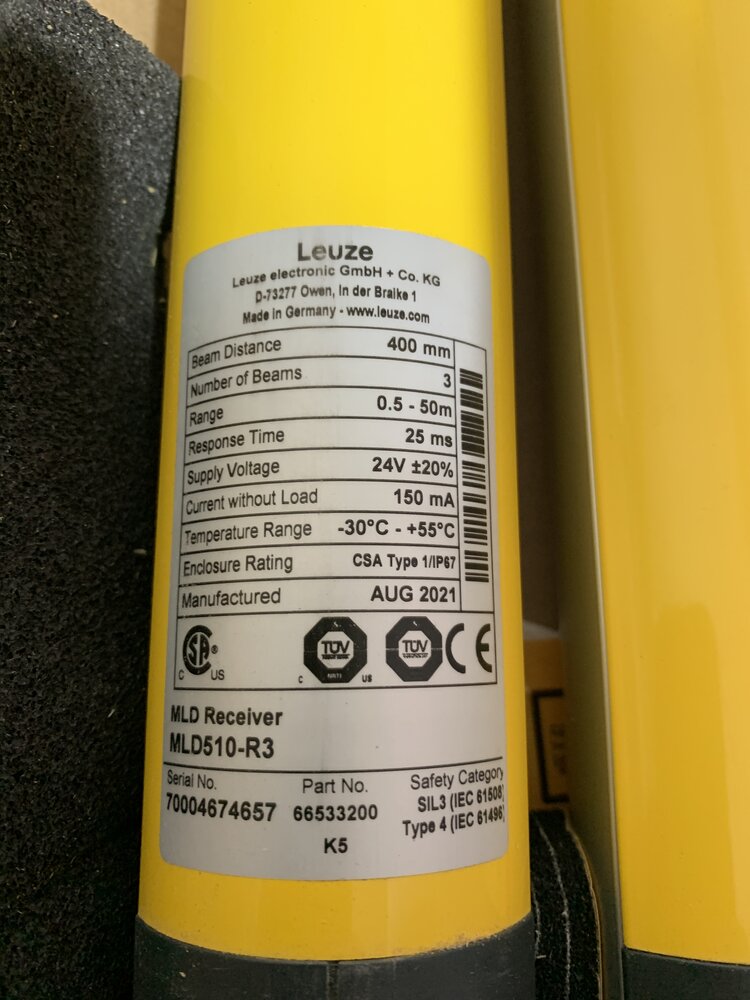 Leuze
Leuze electronic GmbH + Co. KG
D-73277 Owen, In der Braike 1
Made in Germany - www.leuze.com
Beam Distance 400 mm
Number of Beams 3
Range 0.5 - 50m
Response Time 25 ms
Supply Voltage 24V ±20%
Current without Load 150 mA
Temperature Range -30°C - +55°C
Enclosure Rating CSA Type 1/IP67
Manufactured AUG 2021
C SA ® US
C TÜV US
TÜV
CE
MLD Receiver
MLD510-R3
Serial No. Part No. Safety Category
70004674657 66533200 SIL3 (IEC 61508)
Type 4 (IEC 61496)
K5